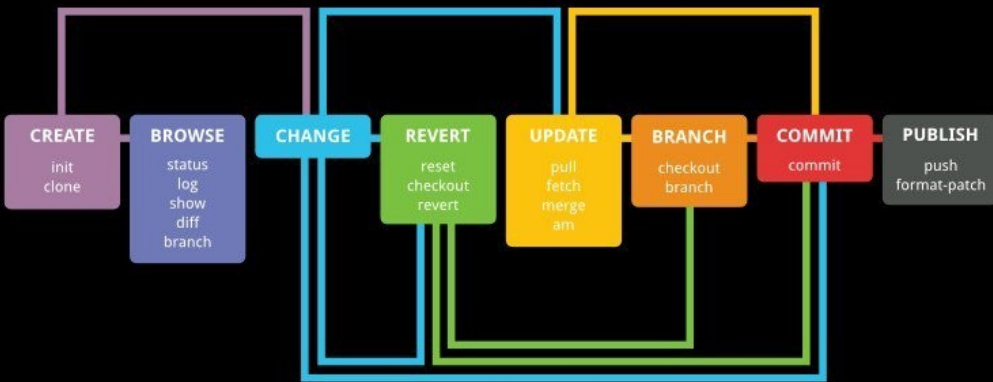 CREATE
init
clone
BROWSE
status
log
show
diff
branch
CHANGE
REVERT
reset
checkout
revert
UPDATE
pull
fetch
merge
am
BRANCH
checkout
branch
COMMIT
commit
PUBLISH
push
format-patch